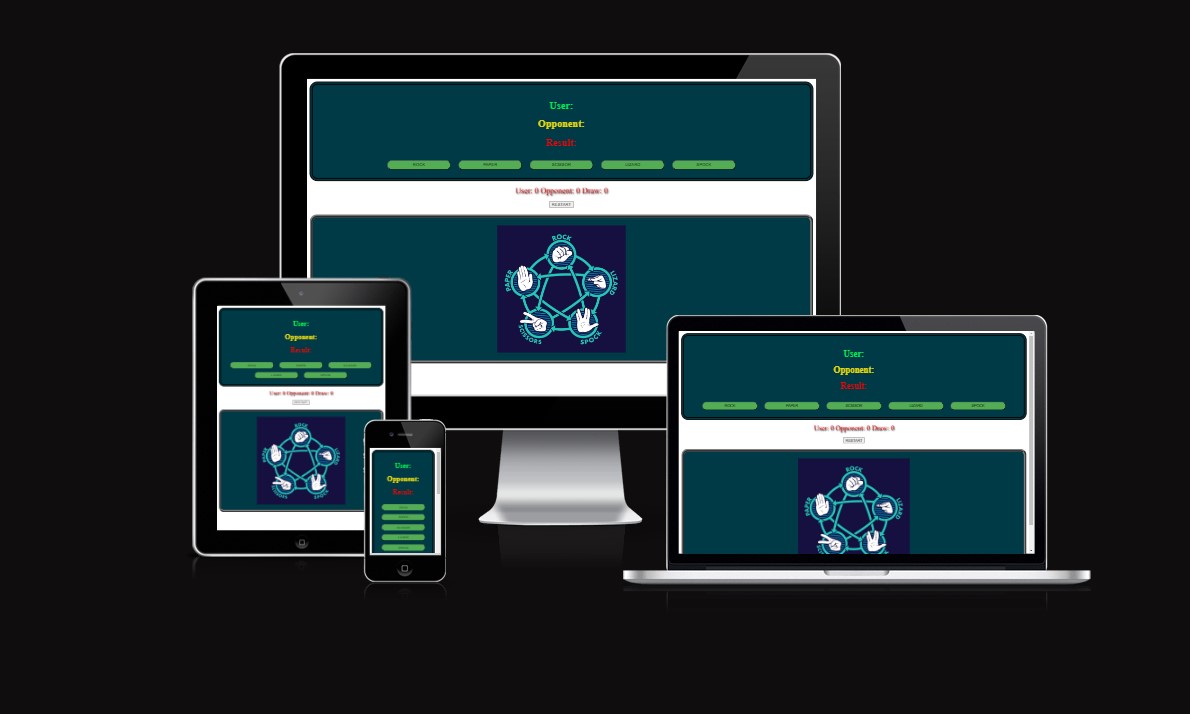 User:
Opponent:
Result:
ROCK PAPER SCISSOR LIZARD SPOCK
User: 0 Opponent: 0 Draw: 0
RESTART
ROCK
PAPER
LIZARD
SCISSORS
SPOCK
User:
Opponent:
Result:
User: 0 Opponent: 0 Draw: 0
ROCK
PAPER
LIZARD
SCISSORS
SPOCK
User:
Opponent:
Result:
User:
Opponent:
Result:
ROCK PAPER SCISSOR LIZARD SPOCK
User: 0 Opponent: 0 Draw: 0
RESTART
ROCK
PAPER
LIZARD